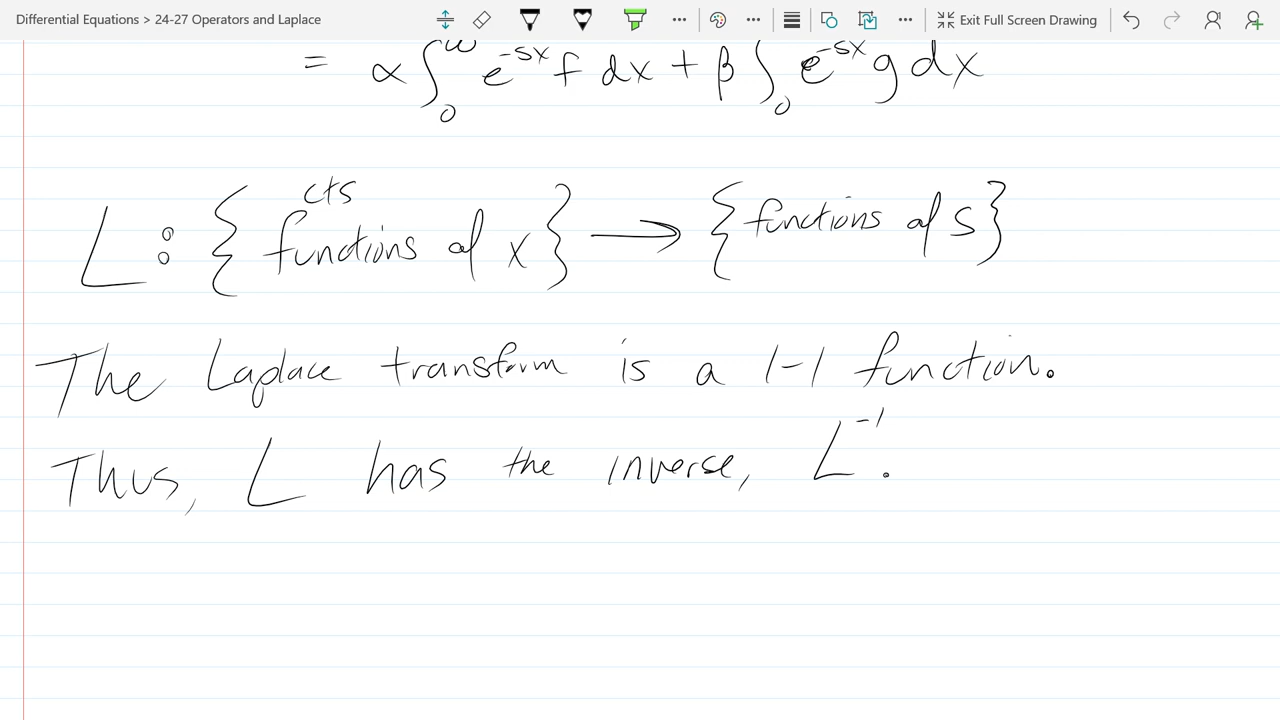 Differential Equations > 24-27 Operators and Laplace
Exit Full Screen Drawing
= α ∫₀^∞ e^{-sx} f dx + β ∫₀ e^{-sx} g dx
cts
L : { functions of x } → { functions of s }
The Laplace transform is a 1-1 function.
Thus, L has the inverse, L⁻¹.